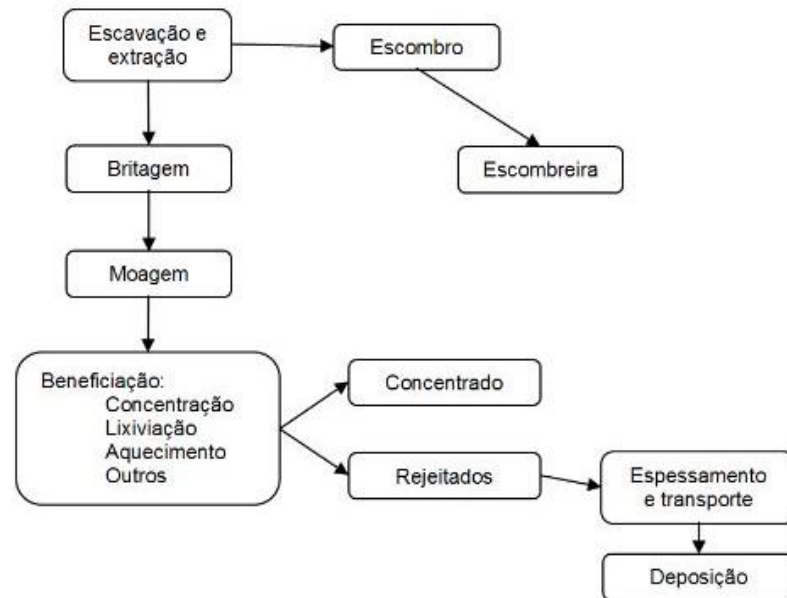 Escavação e
extração
Escombro
Escombreira
Britagem
Moagem
Beneficiação:
Concentração
Lixiviação
Aquecimento
Outros
Concentrado
Rejeitados
Espessamento
e transporte
Deposição